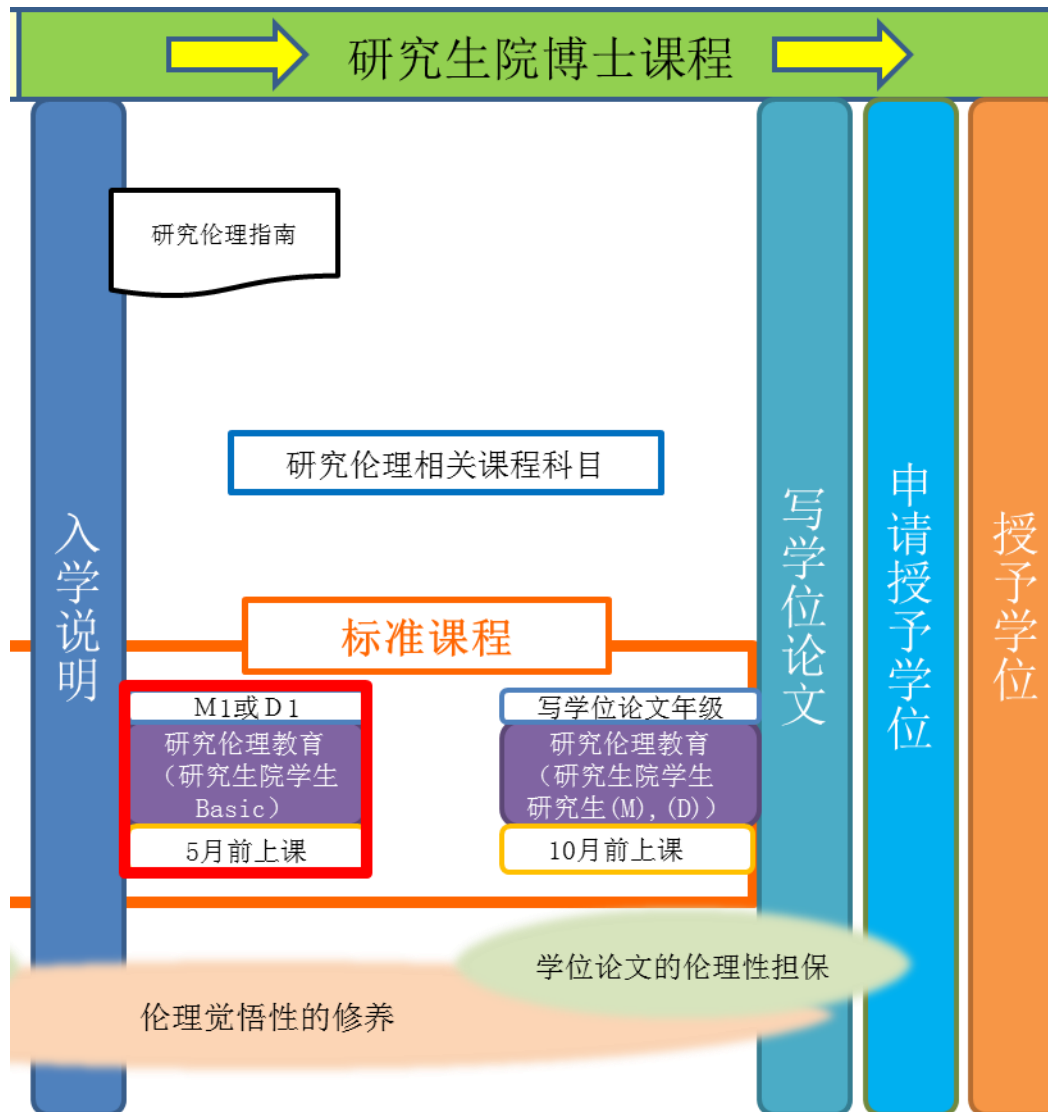 研究生院博士课程
研究伦理指南
研究伦理相关课程科目
入学说明
写学位论文
申请授予学位
授予学位
标准课程
M1或D1
研究伦理教育
（研究生院学生
Basic）
5月前上课
写学位论文年级
研究伦理教育
（研究生院学生
研究生(M),(D)）
10月前上课
学位论文的伦理性担保
伦理觉悟性的修养